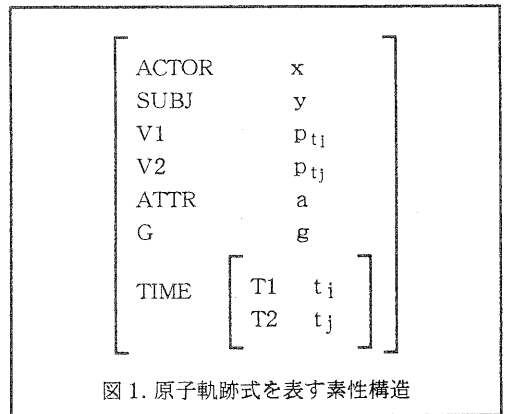 ACTOR x
SUBJ y
V1 p_ti
V2 p_tj
ATTR a
G g
TIME [ T1 t_i
T2 t_j ]
図1.原子軌跡式を表す素性構造